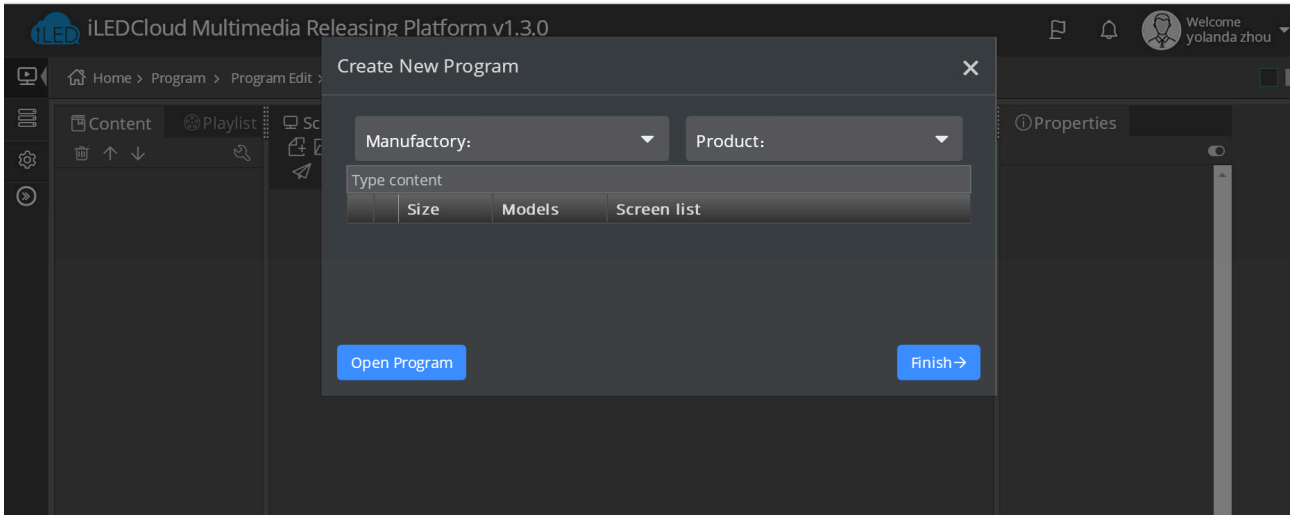 iLED iLEDCloud Multimedia Releasing Platform v1.3.0
Welcome
yolanda zhou
Home > Program > Program Edit >
Create New Program
Content
Playlist
Sc
Properties
Manufactory:
Product:
Type content
Size Models Screen list
Open Program
Finish→